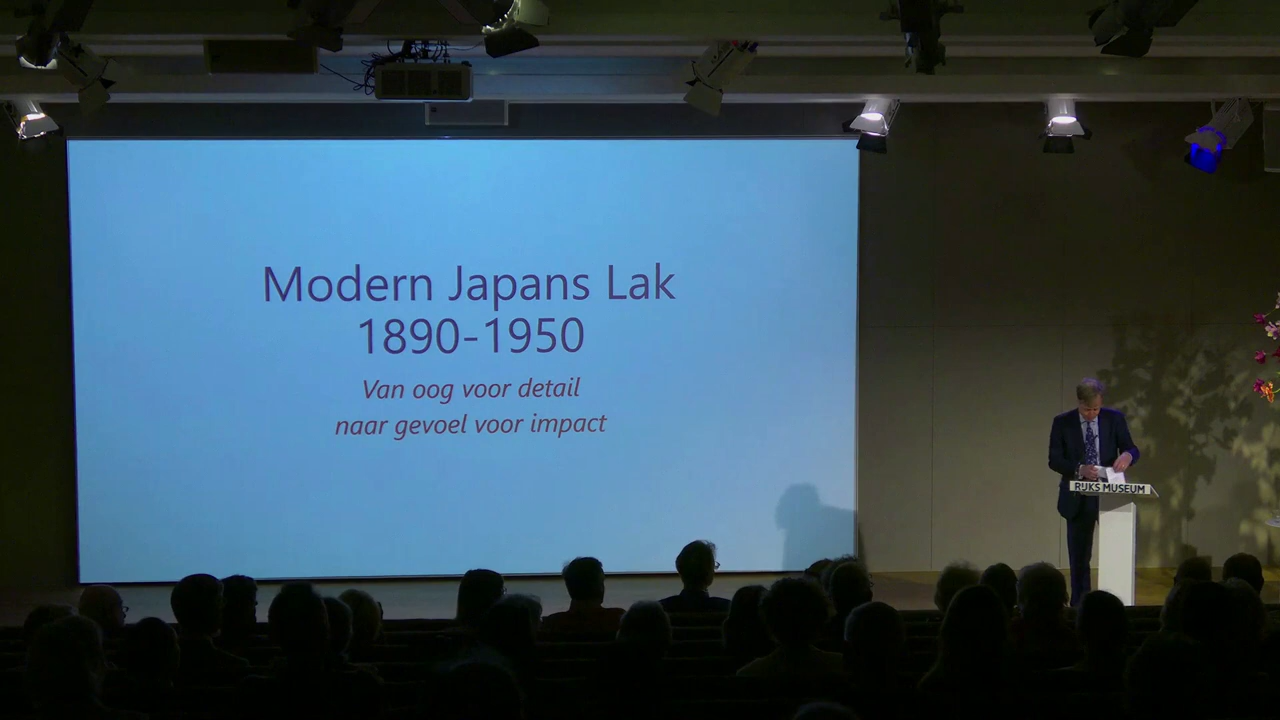 Modern Japans Lak
1890-1950
Van oog voor detail
naar gevoel voor impact
RIJKS MUSEUM